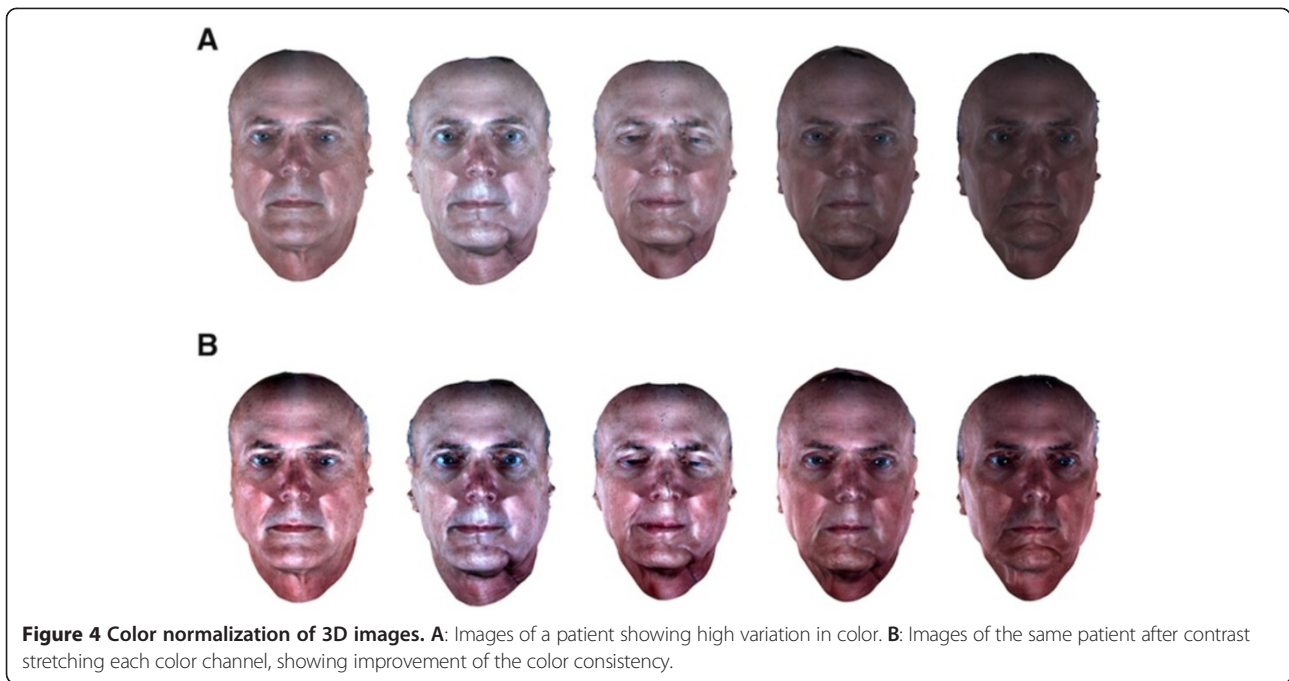 A
B
Figure 4 Color normalization of 3D images. A: Images of a patient showing high variation in color. B: Images of the same patient after contrast
stretching each color channel, showing improvement of the color consistency.